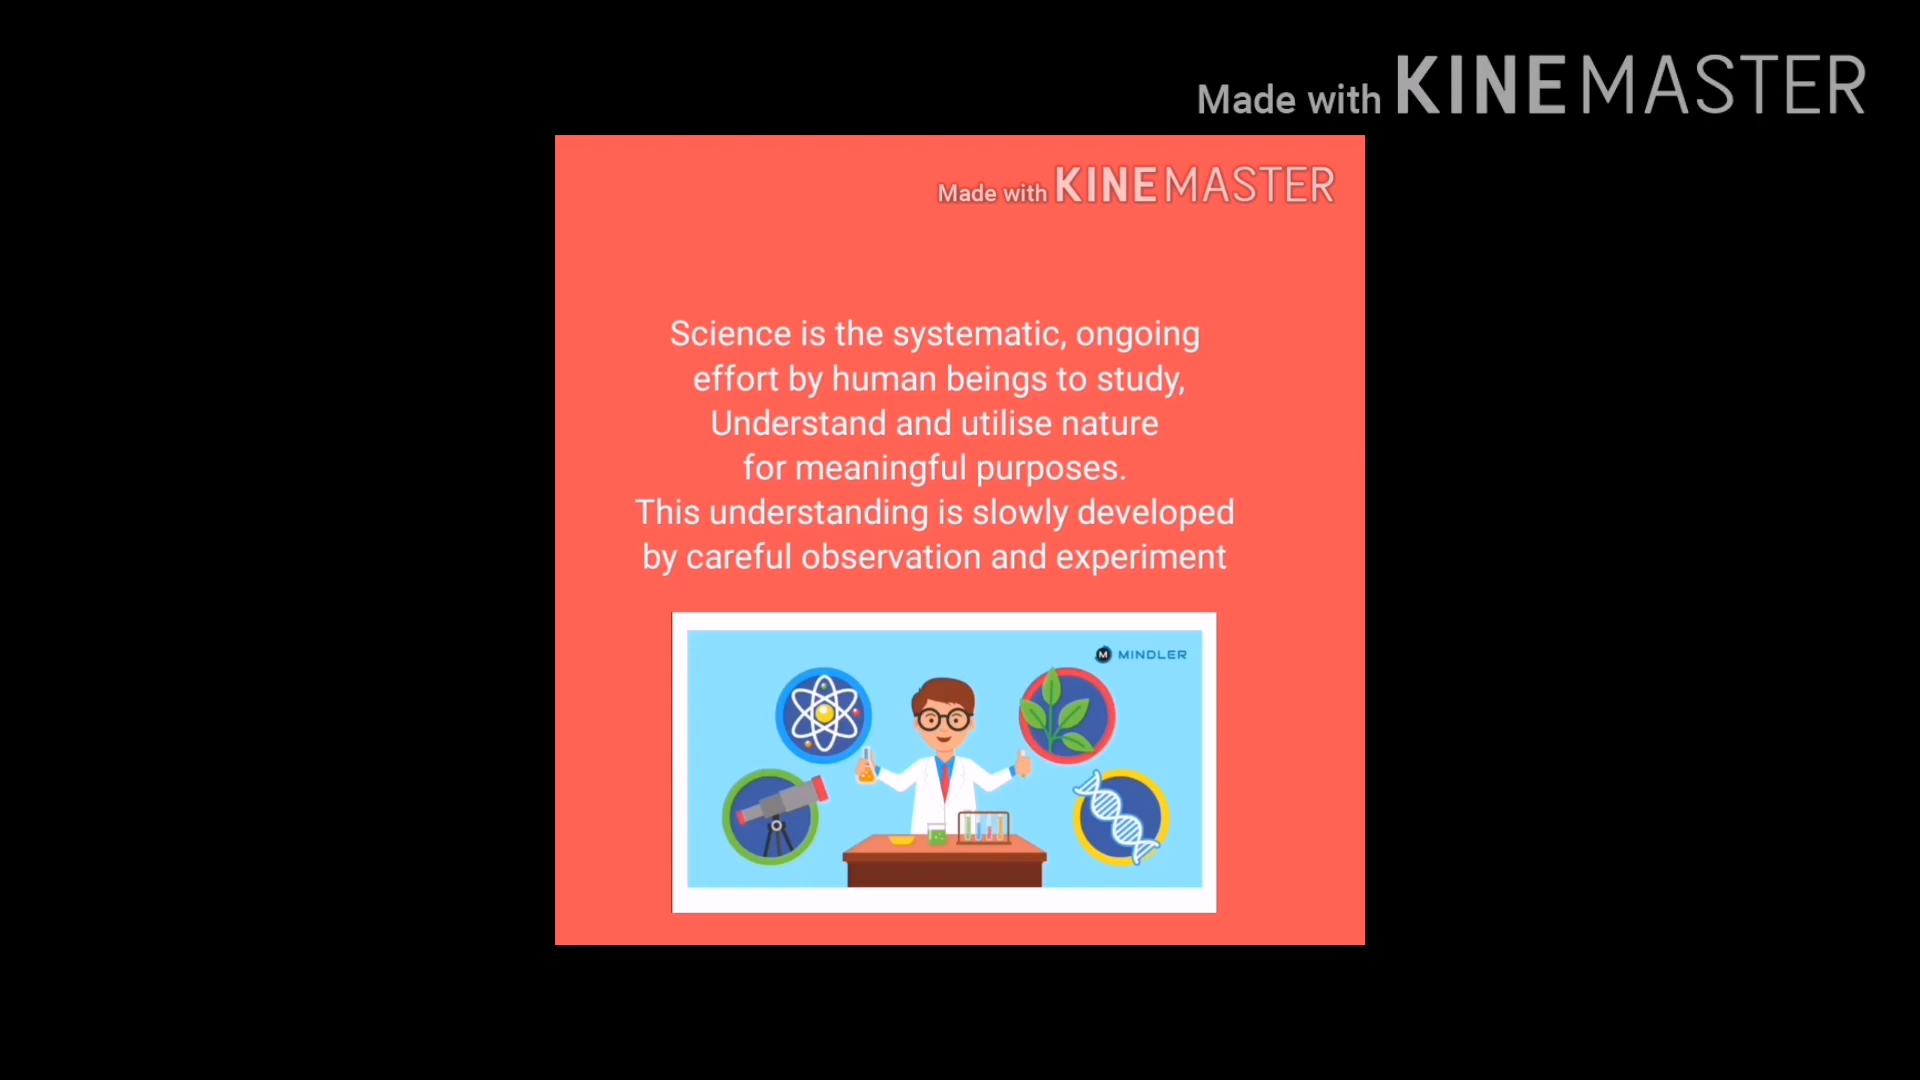 Made with KINEMASTER
Made with KINEMASTER
Science is the systematic, ongoing
effort by human beings to study,
Understand and utilise nature
for meaningful purposes.
This understanding is slowly developed
by careful observation and experiment
M MINDLER